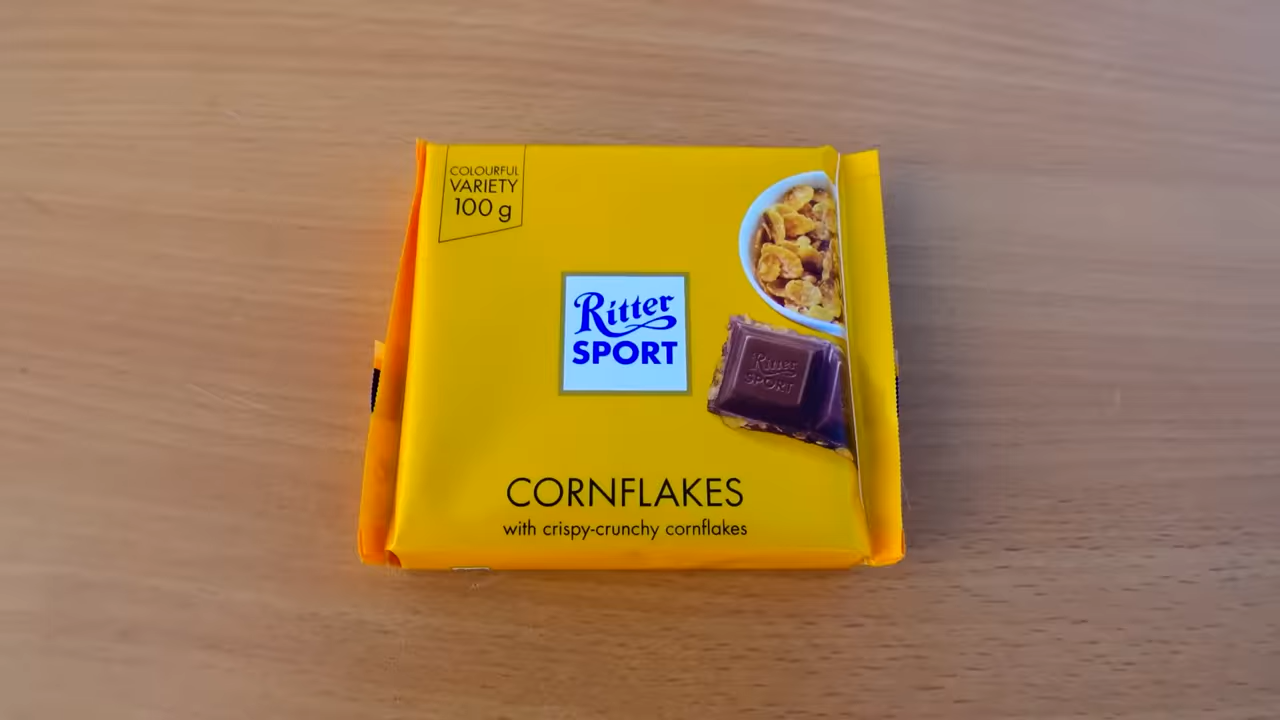 COLOURFUL
VARIETY
100 g
Ritter
SPORT
Ritter
SPORT
CORNFLAKES
with crispy-crunchy cornflakes